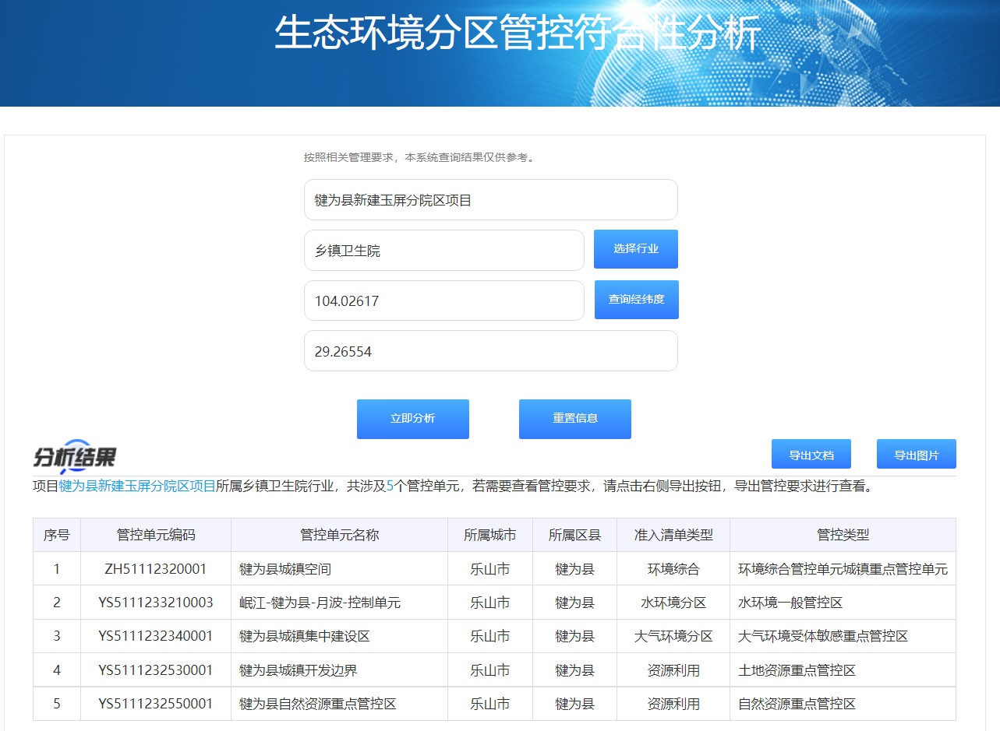 生态环境分区管控符合性分析
按照相关管理要求，本系统查询结果仅供参考。
犍为县新建玉屏分院区项目
乡镇卫生院 选择行业
104.02617 查询经纬度
29.26554
立即分析 重置信息
分析结果 导出文档 导出图片
项目犍为县新建玉屏分院区项目所属乡镇卫生院行业，共涉及5个管控单元，若需要查看管控要求，请点击右侧导出按钮，导出管控要求进行查看。
序号 管控单元编码 管控单元名称 所属城市 所属区县 准入清单类型 管控类型
1 ZH51112320001 犍为县城镇空间 乐山市 犍为县 环境综合 环境综合管控单元城镇重点管控单元
2 YS5111233210003 岷江-犍为县-月波-控制单元 乐山市 犍为县 水环境分区 水环境一般管控区
3 YS5111232340001 犍为县城镇集中建设区 乐山市 犍为县 大气环境分区 大气环境受体敏感重点管控区
4 YS5111232530001 犍为县城镇开发边界 乐山市 犍为县 资源利用 土地资源重点管控区
5 YS5111232550001 犍为县自然资源重点管控区 乐山市 犍为县 资源利用 自然资源重点管控区